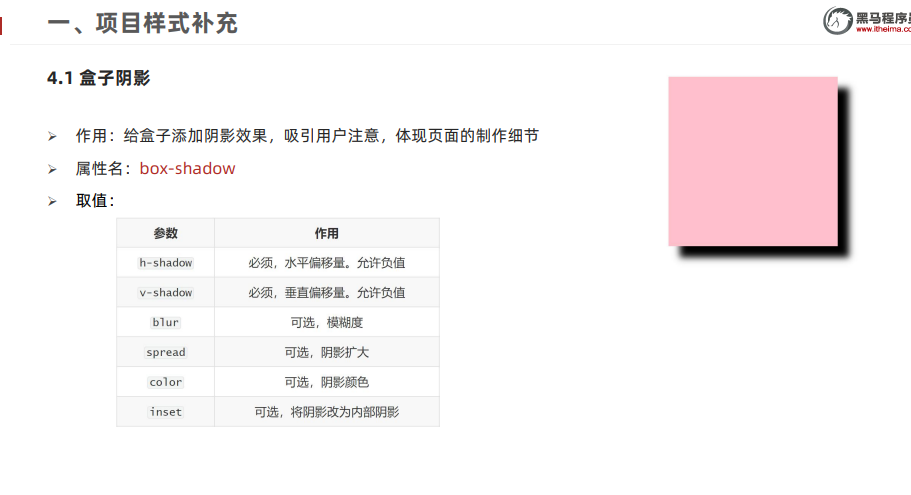 一、项目样式补充
黑马程序员
www.itheima.co
4.1 盒子阴影
作用：给盒子添加阴影效果，吸引用户注意，体现页面的制作细节
属性名：box-shadow
取值：
参数 作用
h-shadow 必须，水平偏移量。允许负值
v-shadow 必须，垂直偏移量。允许负值
blur 可选，模糊度
spread 可选，阴影扩大
color 可选，阴影颜色
inset 可选，将阴影改为内部阴影